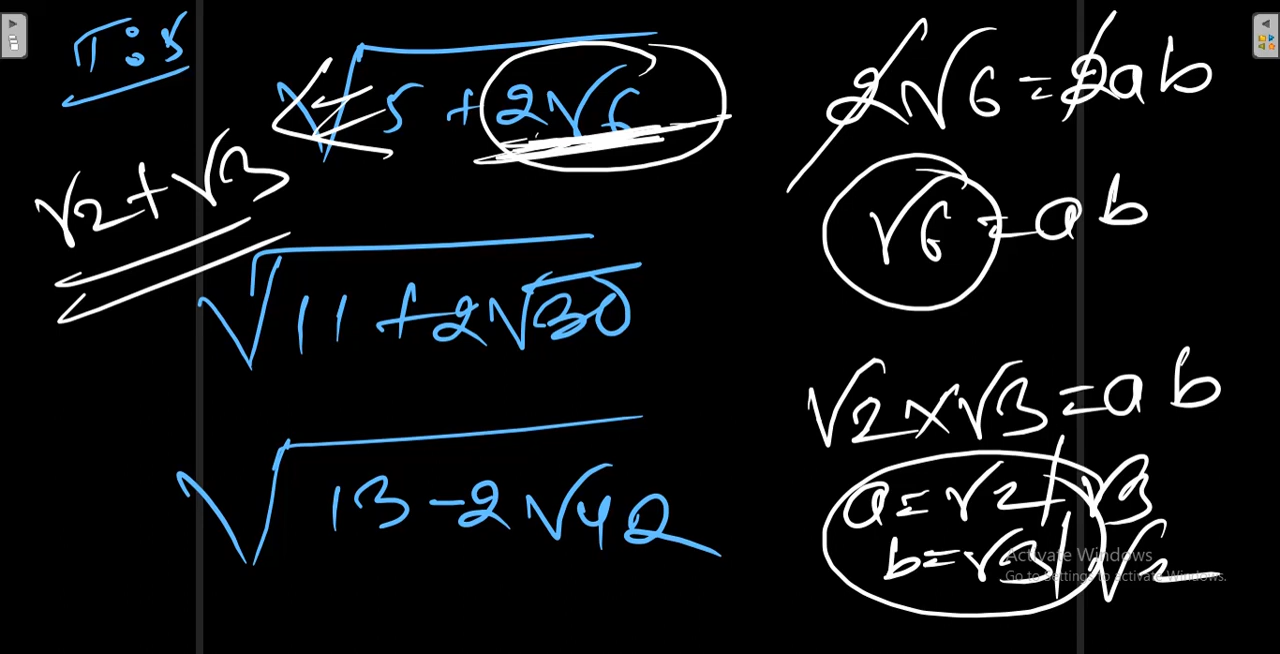 T:5
√5 + 2√6
√2+√3
√11 + 2√30
√13 - 2√42
2√6 = 2ab
√6 = ab
√2 × √3 = ab
a = √2 | √3
b = √3 | √2
Activate Windows
Go to Settings to activate Windows.